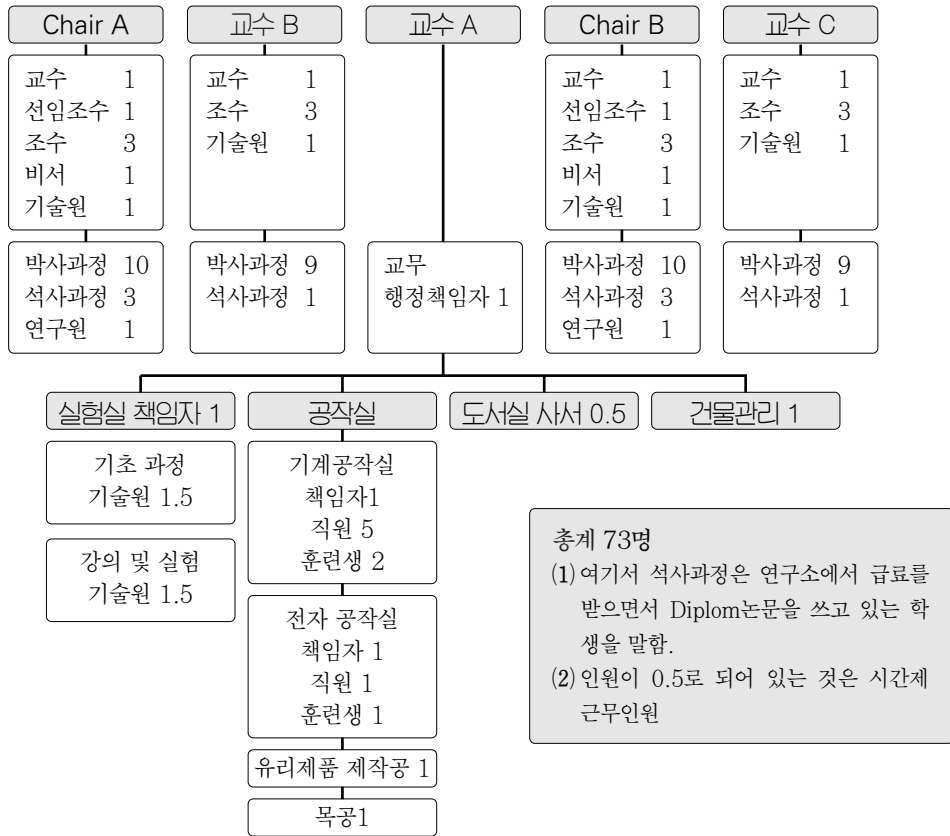 Chair A
교수 1
선임조수 1
조수 3
비서 1
기술원 1
박사과정 10
석사과정 3
연구원 1
교수 B
교수 1
조수 3
기술원 1
박사과정 9
석사과정 1
교수 A
교무
행정책임자 1
Chair B
교수 1
선임조수 1
조수 3
비서 1
기술원 1
박사과정 10
석사과정 3
연구원 1
교수 C
교수 1
조수 3
기술원 1
박사과정 9
석사과정 1
실험실 책임자 1
기초 과정
기술원 1.5
강의 및 실험
기술원 1.5
공작실
기계공작실
책임자1
직원 5
훈련생 2
전자 공작실
책임자 1
직원 1
훈련생 1
유리제품 제작공 1
목공1
도서실 사서 0.5
건물관리 1
총계 73명
(1) 여기서 석사과정은 연구소에서 급료를
받으면서 Diplom논문을 쓰고 있는 학
생을 말함.
(2) 인원이 0.5로 되어 있는 것은 시간제
근무인원